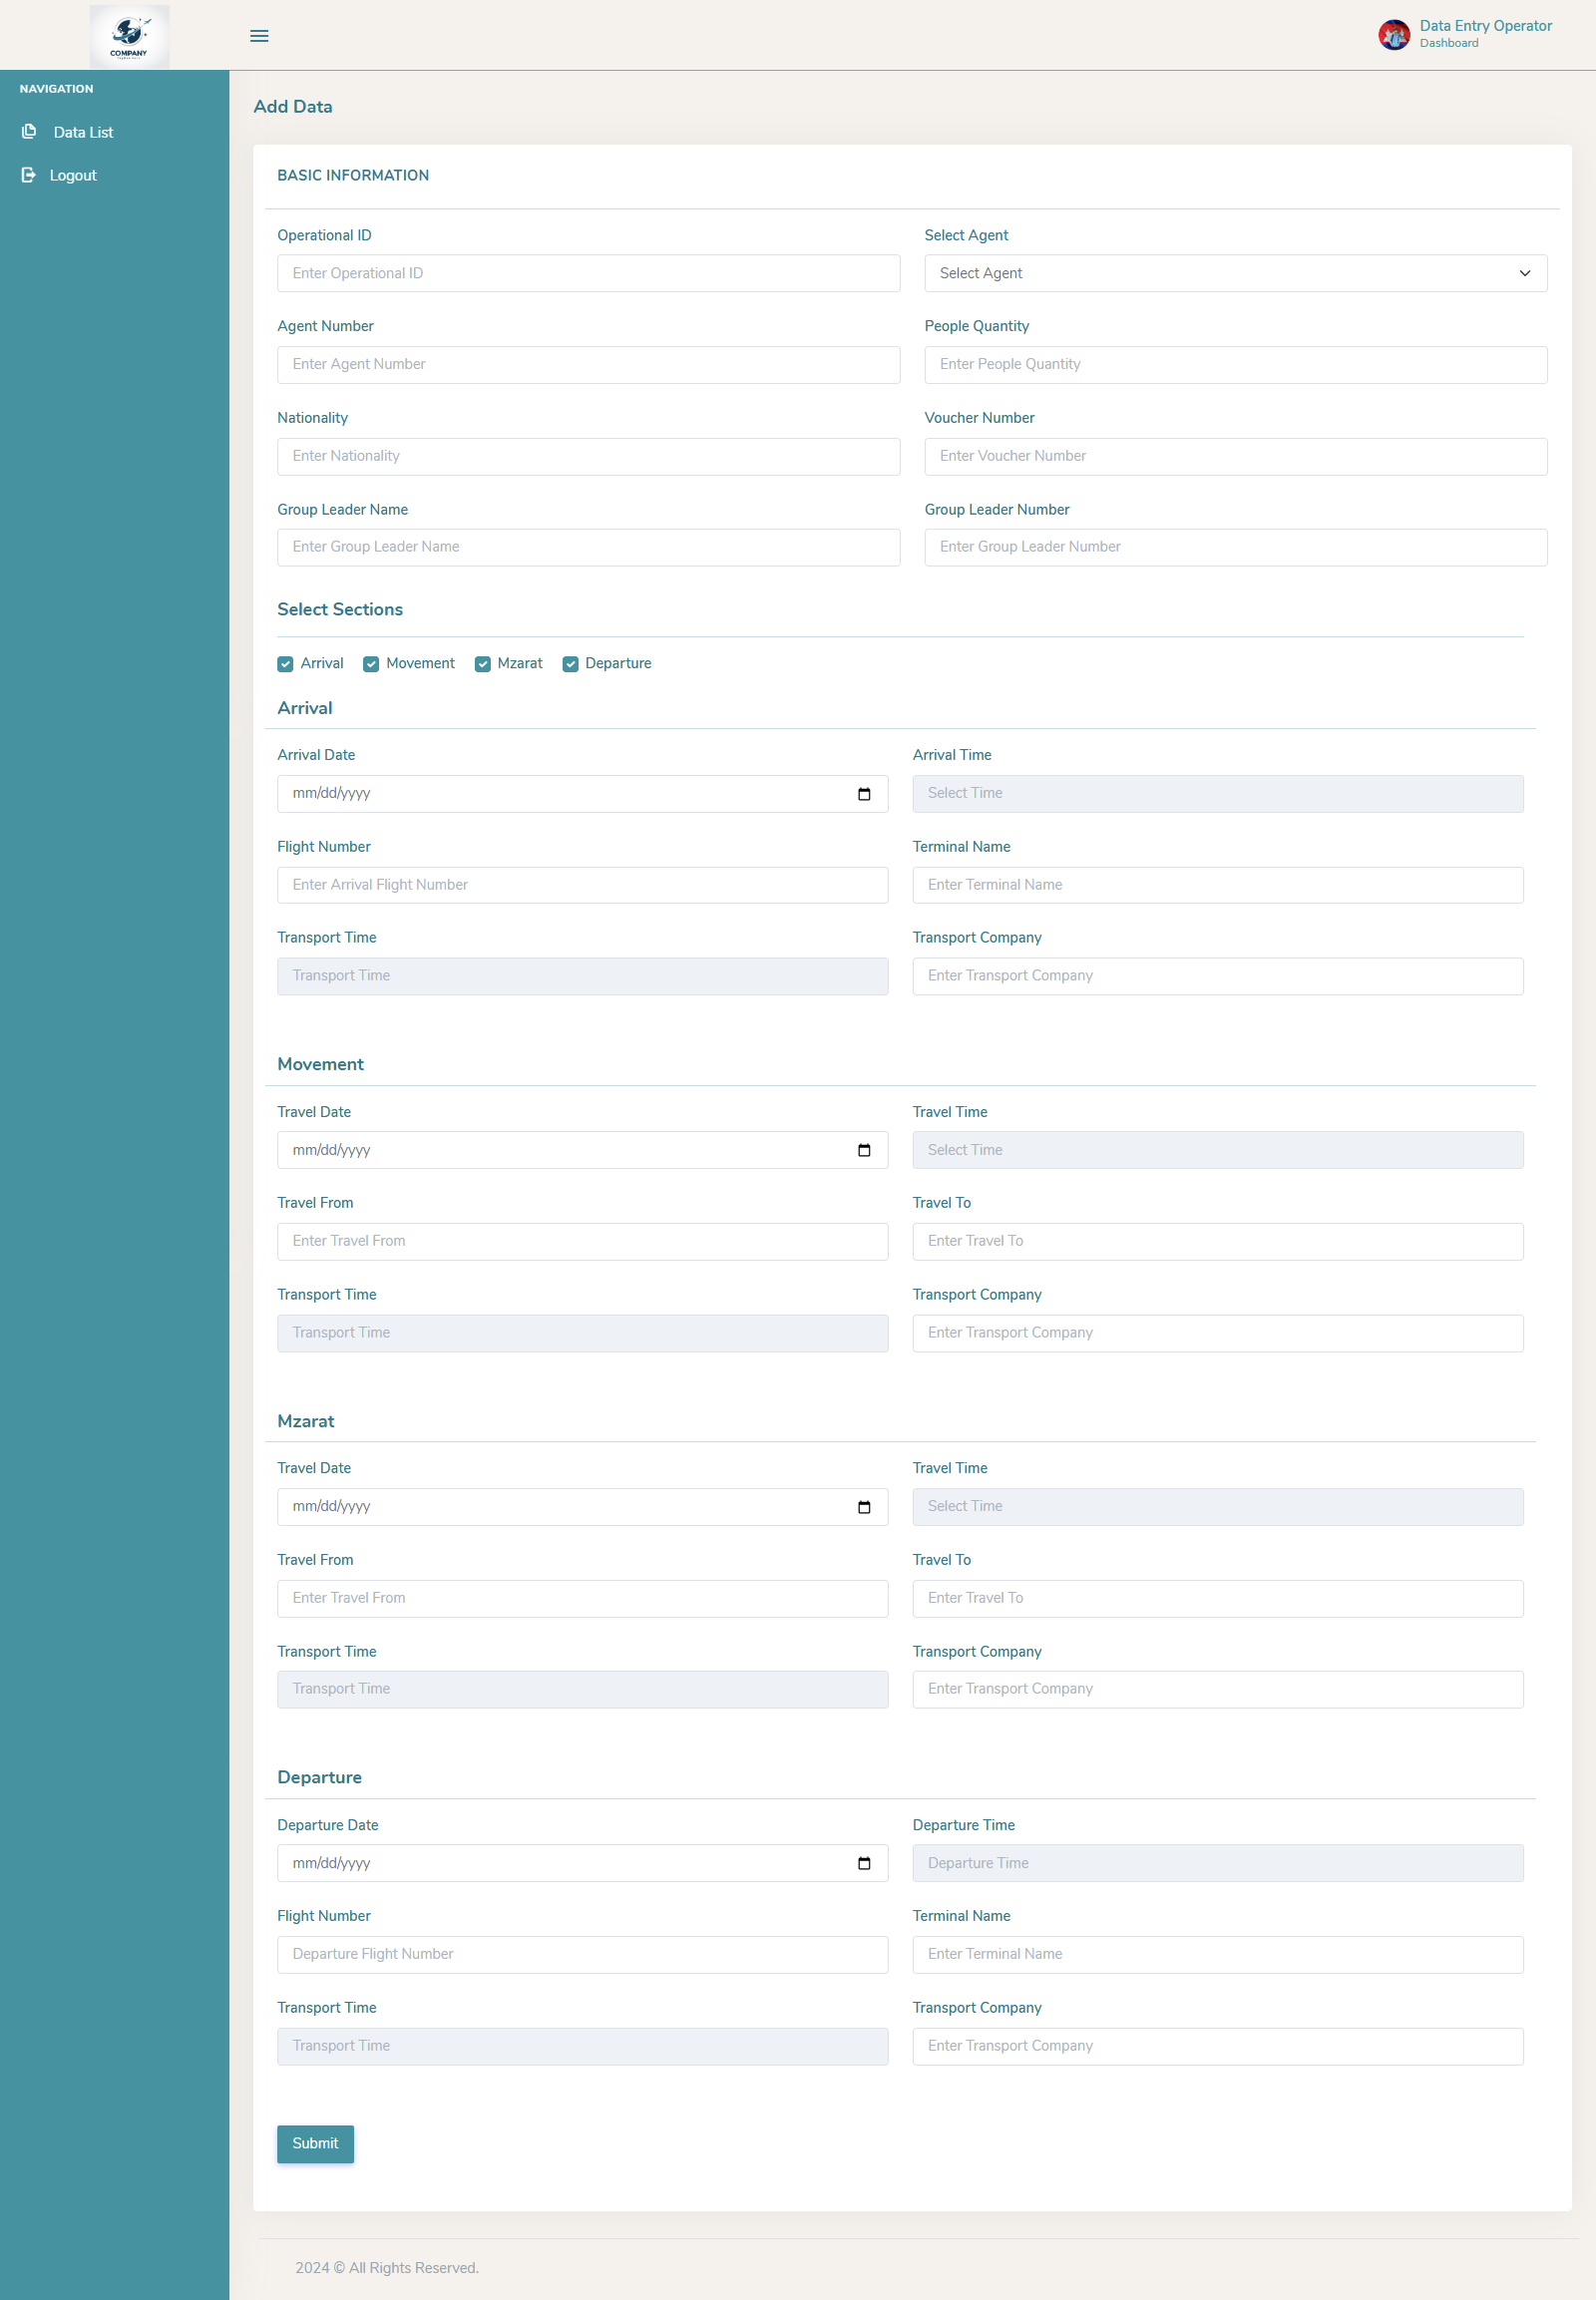 COMPANY
Data Entry Operator
Dashboard
NAVIGATION
Data List
Logout
Add Data
BASIC INFORMATION
Operational ID
Select Agent
Enter Operational ID
Select Agent
Agent Number
People Quantity
Enter Agent Number
Enter People Quantity
Nationality
Voucher Number
Enter Nationality
Enter Voucher Number
Group Leader Name
Group Leader Number
Enter Group Leader Name
Enter Group Leader Number
Select Sections
Arrival Movement Mzarat Departure
Arrival
Arrival Date
Arrival Time
mm/dd/yyyy
Select Time
Flight Number
Terminal Name
Enter Arrival Flight Number
Enter Terminal Name
Transport Time
Transport Company
Transport Time
Enter Transport Company
Movement
Travel Date
Travel Time
mm/dd/yyyy
Select Time
Travel From
Travel To
Enter Travel From
Enter Travel To
Transport Time
Transport Company
Transport Time
Enter Transport Company
Mzarat
Travel Date
Travel Time
mm/dd/yyyy
Select Time
Travel From
Travel To
Enter Travel From
Enter Travel To
Transport Time
Transport Company
Transport Time
Enter Transport Company
Departure
Departure Date
Departure Time
mm/dd/yyyy
Departure Time
Flight Number
Terminal Name
Departure Flight Number
Enter Terminal Name
Transport Time
Transport Company
Transport Time
Enter Transport Company
Submit
2024 © All Rights Reserved.